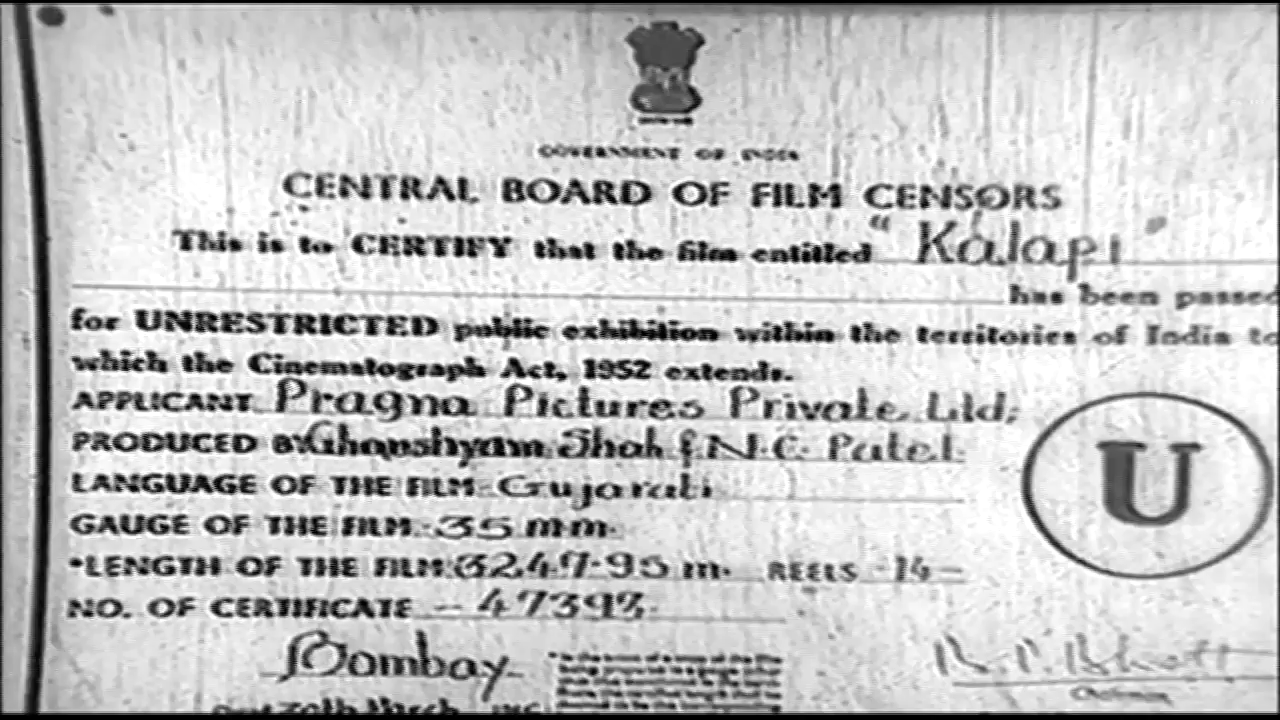 GOVERNMENT OF INDIA
CENTRAL BOARD OF FILM CENSORS
This is to CERTIFY that the film entitled "Kalapi"
has been passed
for UNRESTRICTED public exhibition within the territories of India to
which the Cinematograph Act, 1952 extends.
APPLICANT Pragna Pictures Private Ltd;
PRODUCED BY Ghanshyam Shah & N.C. Patel.
LANGUAGE OF THE FILM Gujarati
GAUGE OF THE FILM 35 mm.
*LENGTH OF THE FILM 3247.95 m. REELS -14-
NO. OF CERTIFICATE -
U
Bombay
Chairman